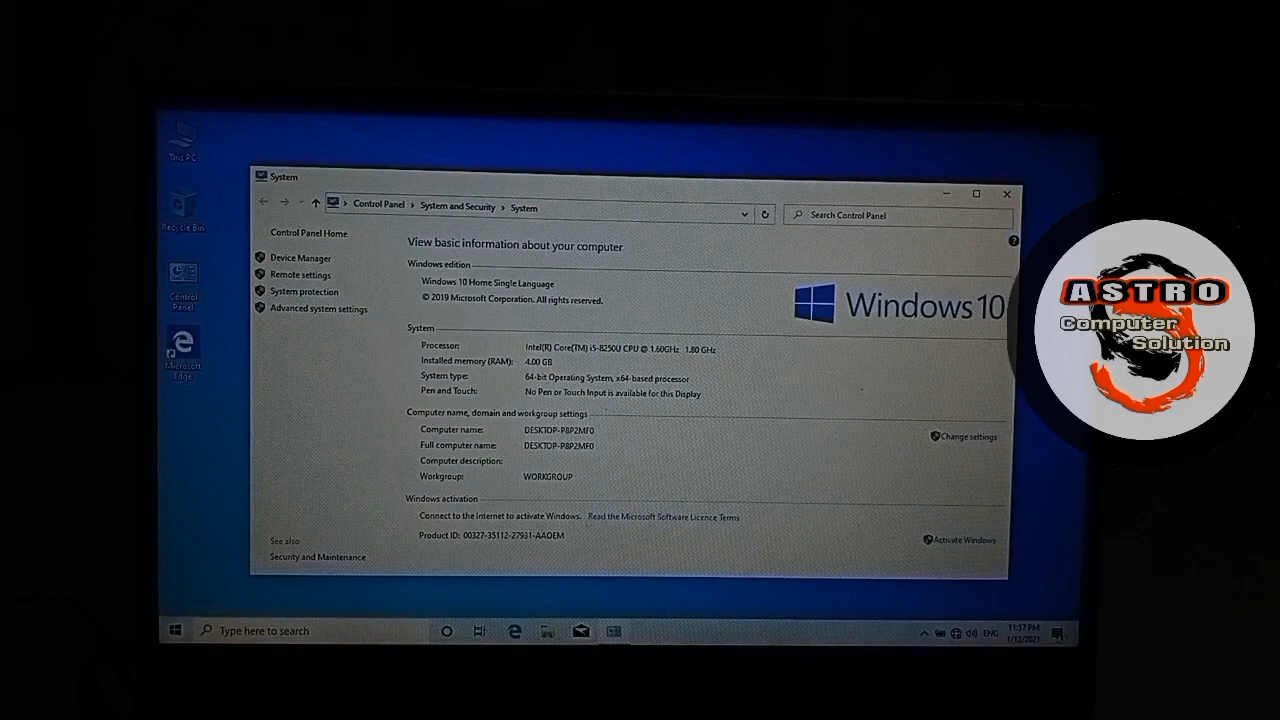 This PC
Recycle Bin
Control
Panel
Microsoft
Edge
System
Control Panel > System and Security > System
Search Control Panel
Control Panel Home
Device Manager
Remote settings
System protection
Advanced system settings
See also
Security and Maintenance
View basic information about your computer
Windows edition
Windows 10 Home Single Language
© 2019 Microsoft Corporation. All rights reserved.
Windows 10
System
Processor: Intel(R) Core(TM) i5-8250U CPU @ 1.60GHz 1.80 GHz
Installed memory (RAM): 4.00 GB
System type: 64-bit Operating System, x64-based processor
Pen and Touch: No Pen or Touch Input is available for this Display
Computer name, domain and workgroup settings
Computer name: DESKTOP-P8P2MF0
Full computer name: DESKTOP-P8P2MF0
Computer description:
Workgroup: WORKGROUP
Change settings
Windows activation
Connect to the Internet to activate Windows. Read the Microsoft Software Licence Terms
Product ID: 00327-35112-27931-AAOEM
Activate Windows
Type here to search
ENG
11:57 PM
1/12/2021
ASTRO
Computer
Solution